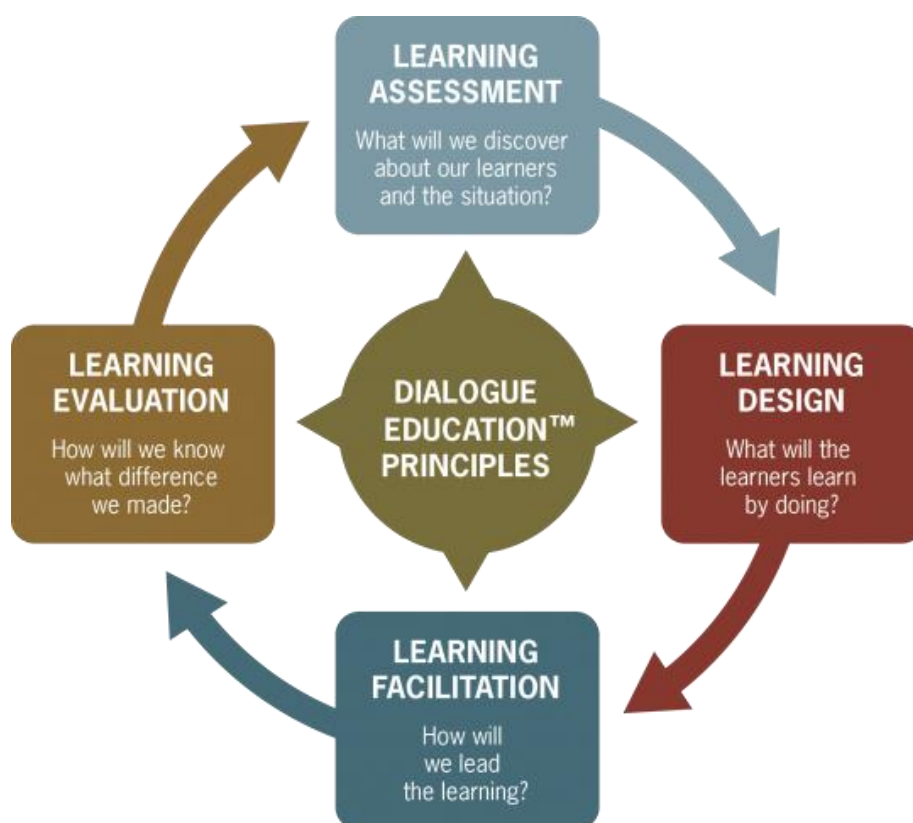 LEARNING
ASSESSMENT
What will we discover
about our learners
and the situation?
LEARNING
EVALUATION
How will we know
what difference
we made?
DIALOGUE
EDUCATION™
PRINCIPLES
LEARNING
DESIGN
What will the
learners learn
by doing?
LEARNING
FACILITATION
How will
we lead
the learning?